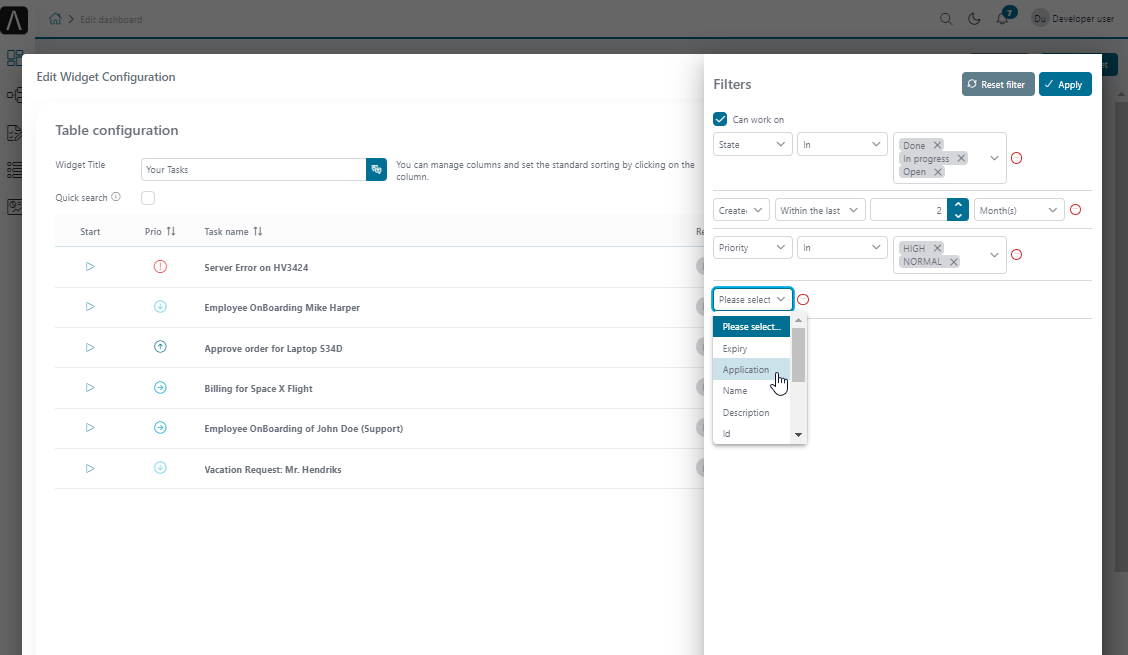 Edit dashboard
7
Du Developer user
Edit Widget Configuration
Table configuration
Widget Title
Your Tasks
You can manage columns and set the standard sorting by clicking on the column.
Quick search
Start
Prio
Task name
Server Error on HV3424
Employee OnBoarding Mike Harper
Approve order for Laptop S34D
Billing for Space X Flight
Employee OnBoarding of John Doe (Support)
Vacation Request: Mr. Hendriks
Filters
Reset filter
Apply
Can work on
State
In
Done
In progress
Open
Within the last
2
Month(s)
Priority
In
HIGH
NORMAL
Please select
Please select...
Expiry
Application
Name
Description
Id